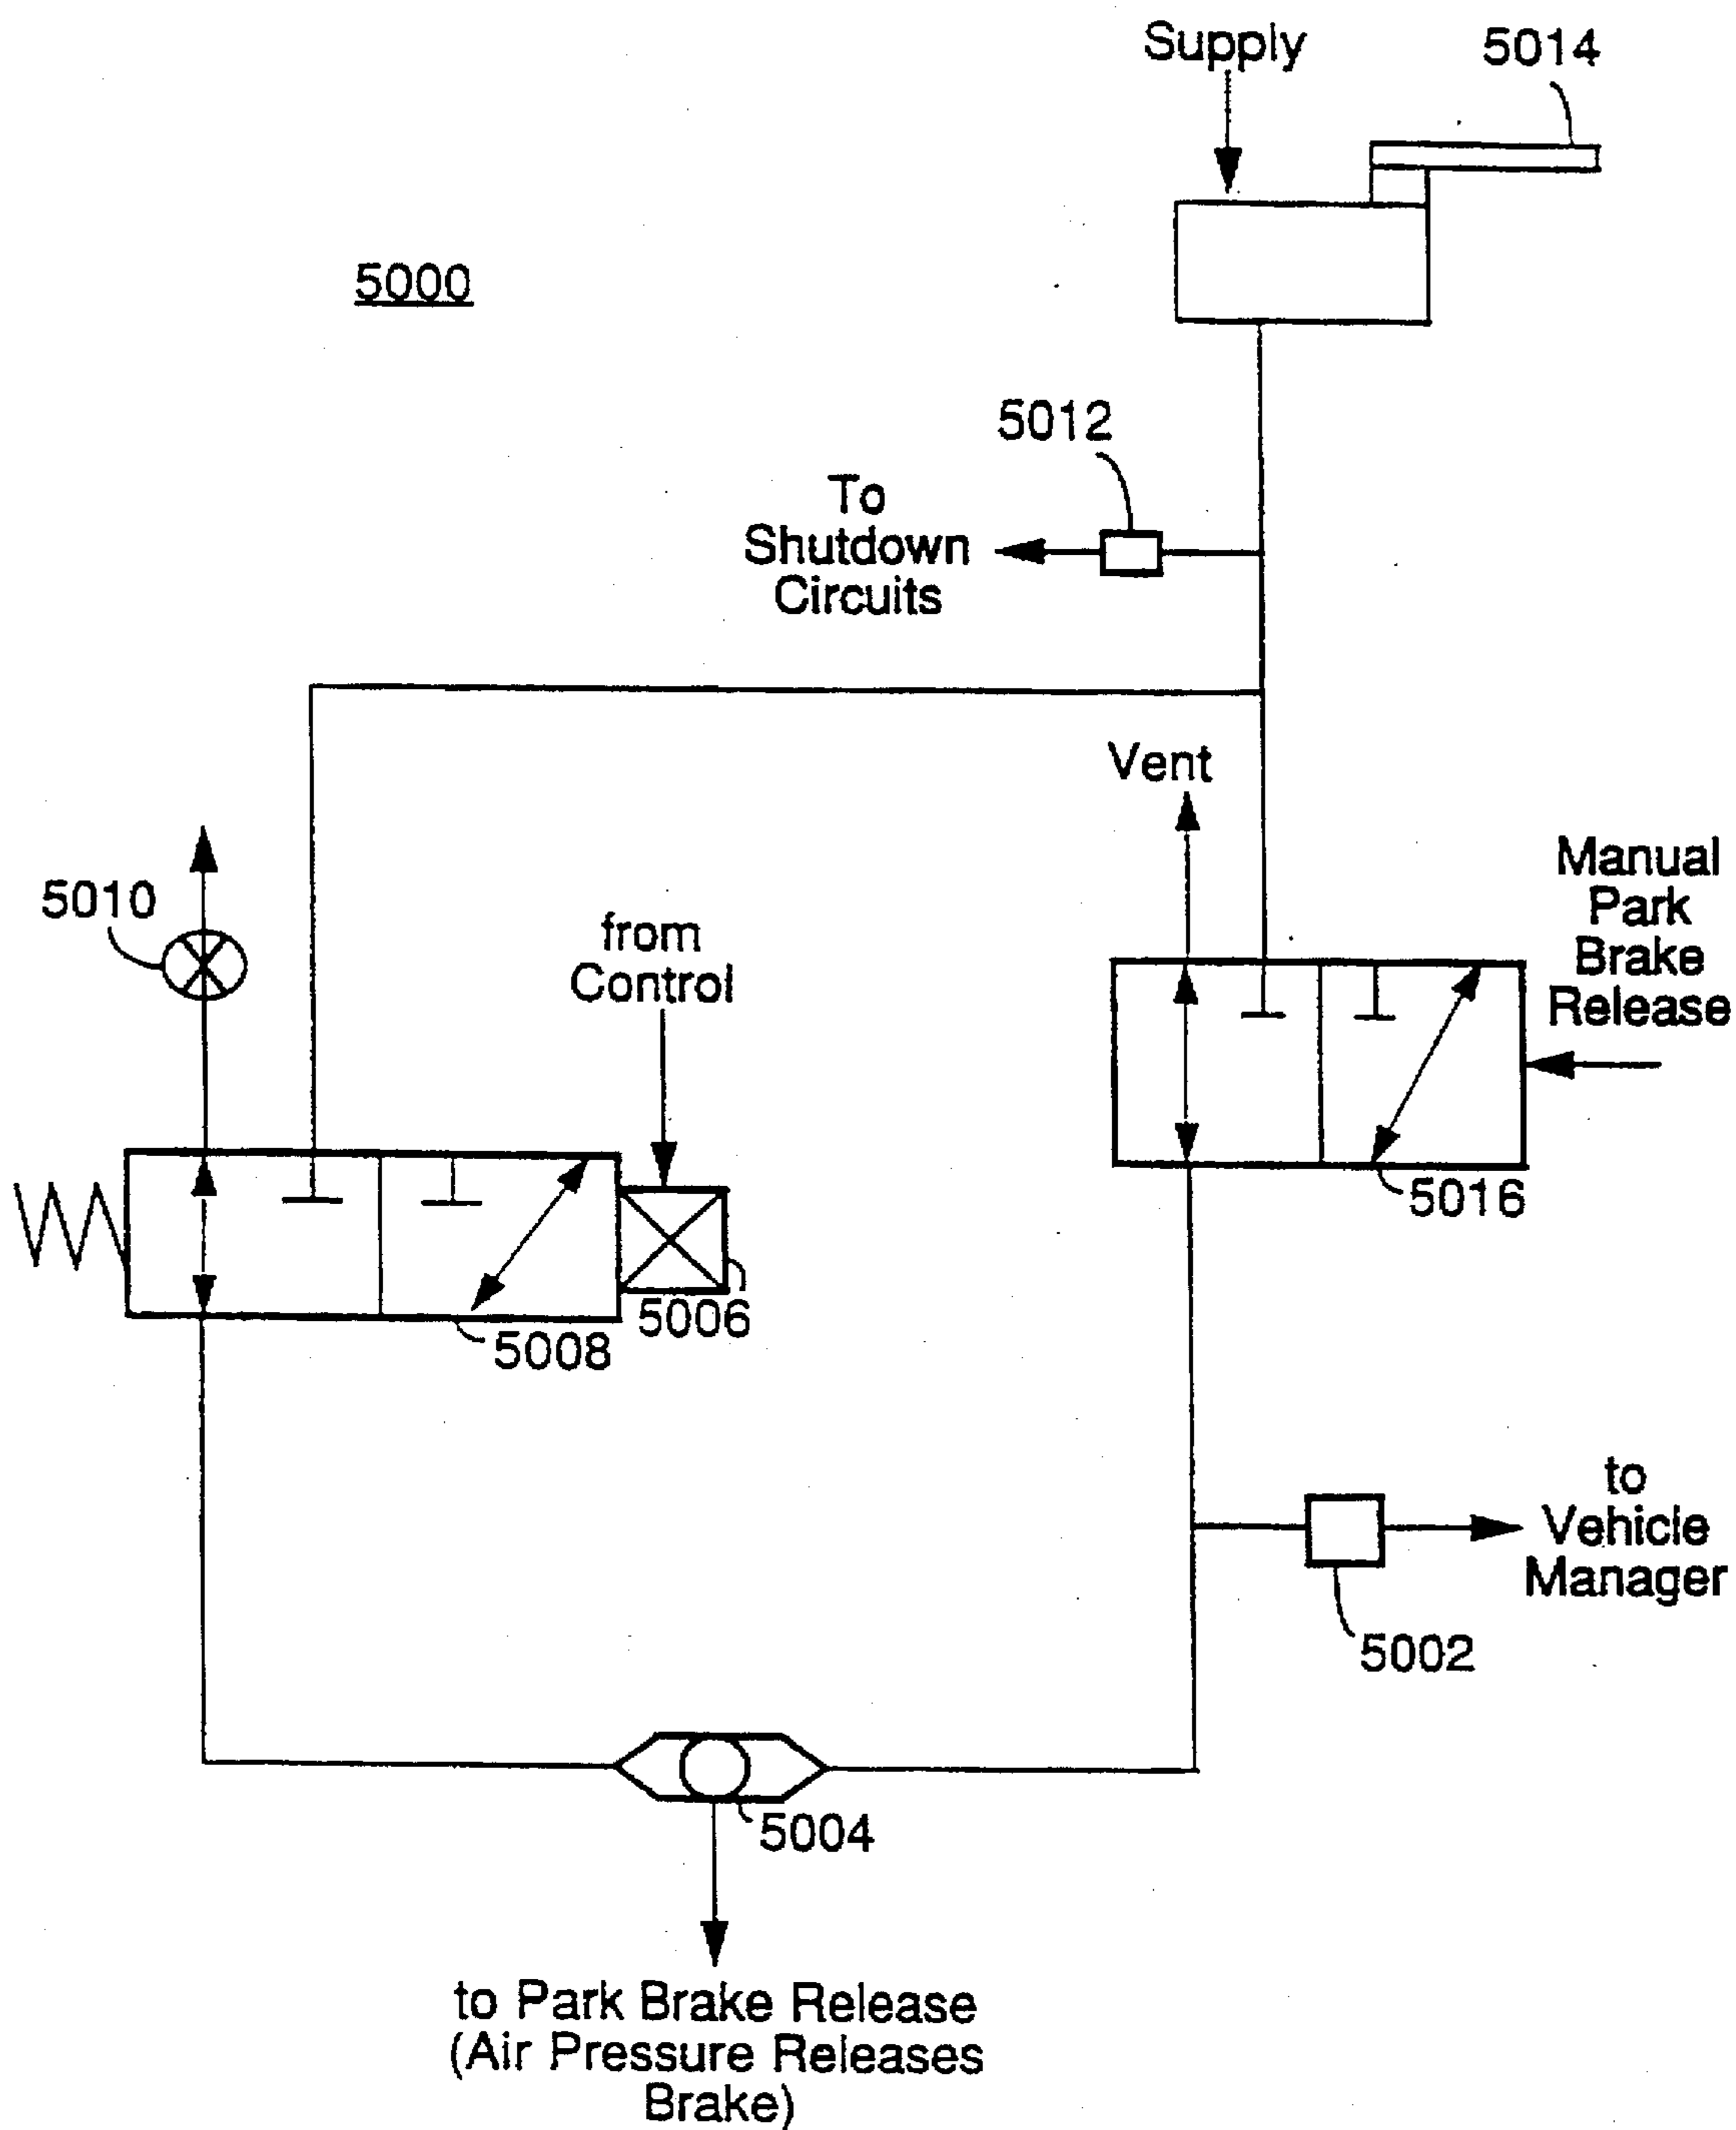 Supply
5014
5000
5012
To
Shutdown
Circuits
Vent
Manual
Park
Brake
Release
5010
from
Control
5016
5006
5008
to
Vehicle
Manager
5002
5004
to Park Brake Release
(Air Pressure Releases
Brake)